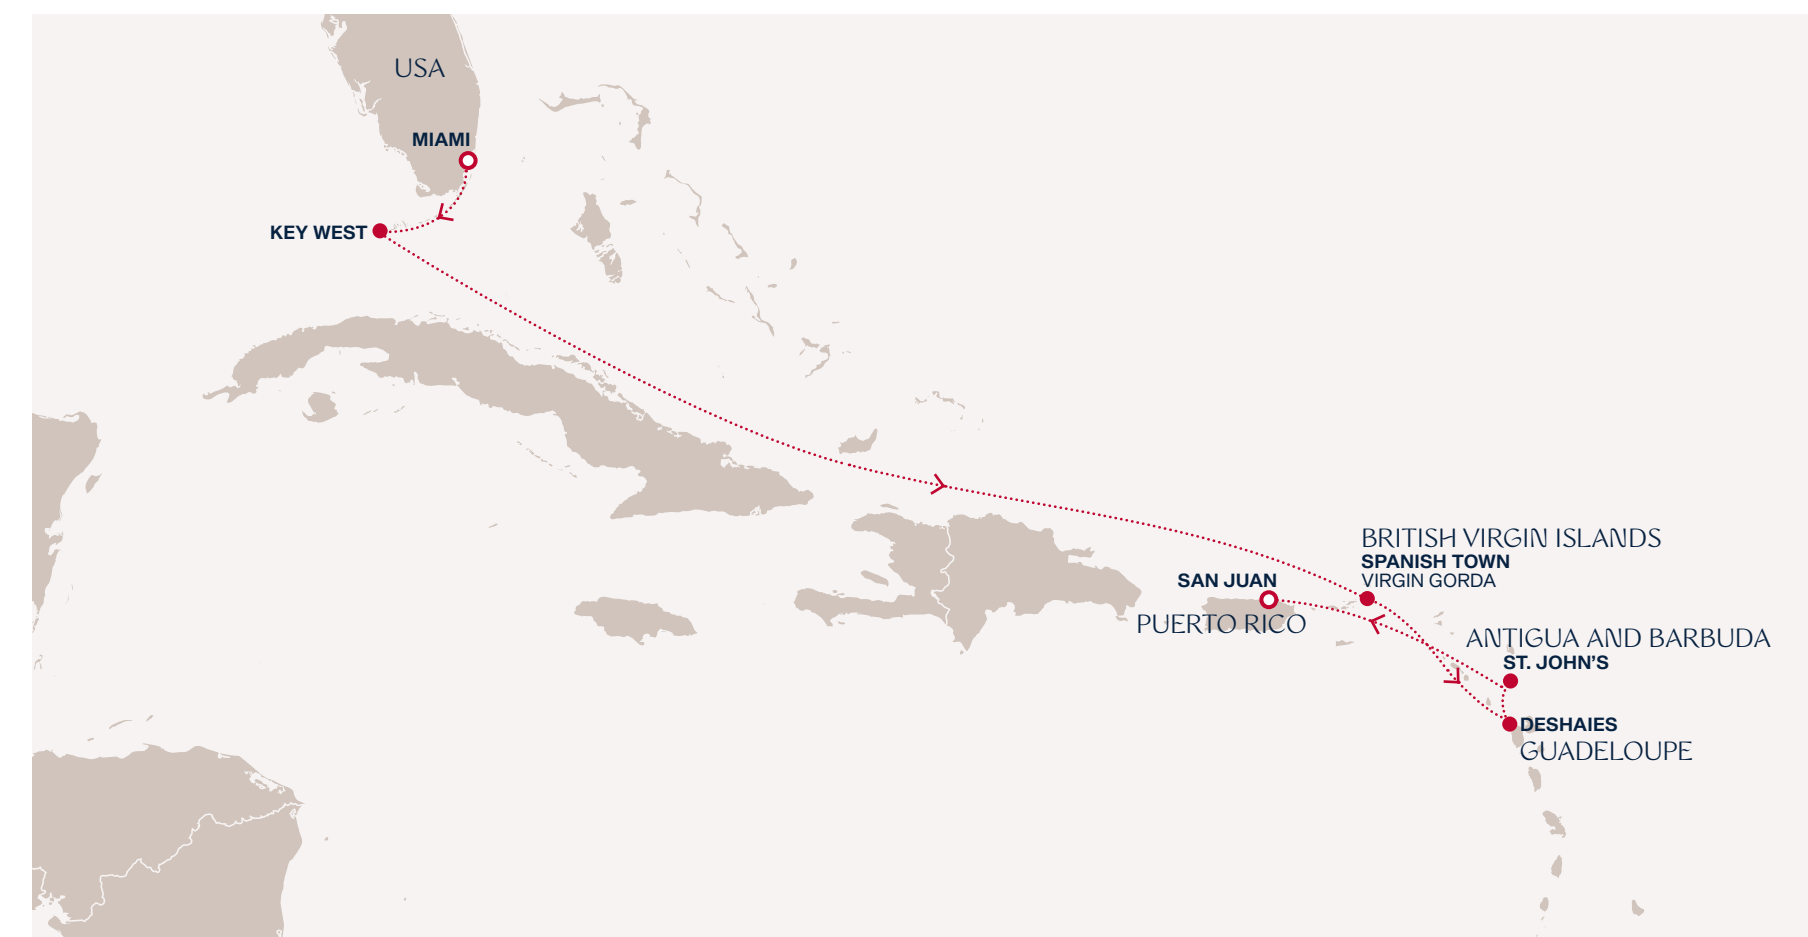 USA
MIAMI
KEY WEST
BRITISH VIRGIN ISLANDS
SPANISH TOWN
VIRGIN GORDA
SAN JUAN
PUERTO RICO
ANTIGUA AND BARBUDA
ST. JOHN'S
DESHAIES
GUADELOUPE